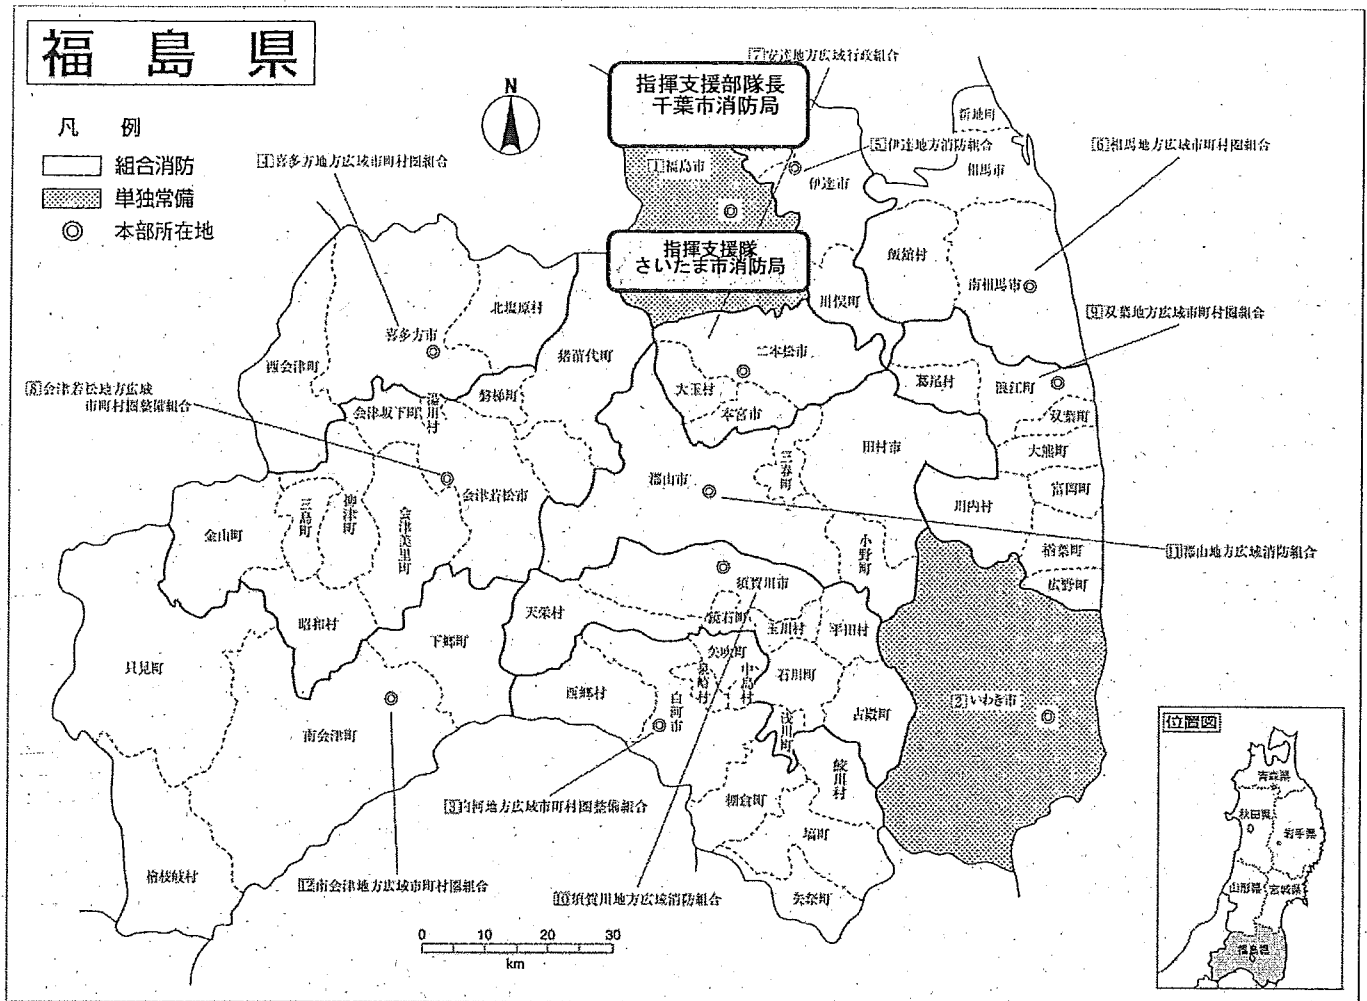 福島県
凡 例
組合消防
単独常備
本部所在地
N
7 安達地方広域行政組合
指揮支援部隊長
千葉市消防局
4 喜多方地方広域市町村圏組合
1 福島市
5 伊達地方消防組合
伊達市
6 相馬地方広域市町村圏組合
新地町
相馬市
指揮支援隊
さいたま市消防局
飯舘村
南相馬市
川俣町
9 双葉地方広域市町村圏組合
北塩原村
喜多方市
西会津町
猪苗代町
磐梯町
二本松市
大玉村
本宮市
葛尾村
浪江町
双葉町
大熊町
富岡町
8 会津若松地方広域
市町村圏整備組合
会津坂下町
湯川村
会津若松市
郡山市
三春町
田村市
川内村
楢葉町
広野町
金山町
三島町
柳津町
会津美里町
小野町
11 郡山地方広域消防組合
昭和村
下郷町
天栄村
須賀川市
鏡石町
玉川村
平田村
只見町
南会津町
西郷村
白河市
泉崎村
矢吹町
中島村
石川町
浅川町
古殿町
2 いわき市
鮫川村
棚倉町
塙町
矢祭町
檜枝岐村
3 白河地方広域市町村圏整備組合
12 南会津地方広域市町村圏組合
10 須賀川地方広域消防組合
0 10 20 30
km
位置図
青森県
秋田県
岩手県
山形県
宮城県
福島県